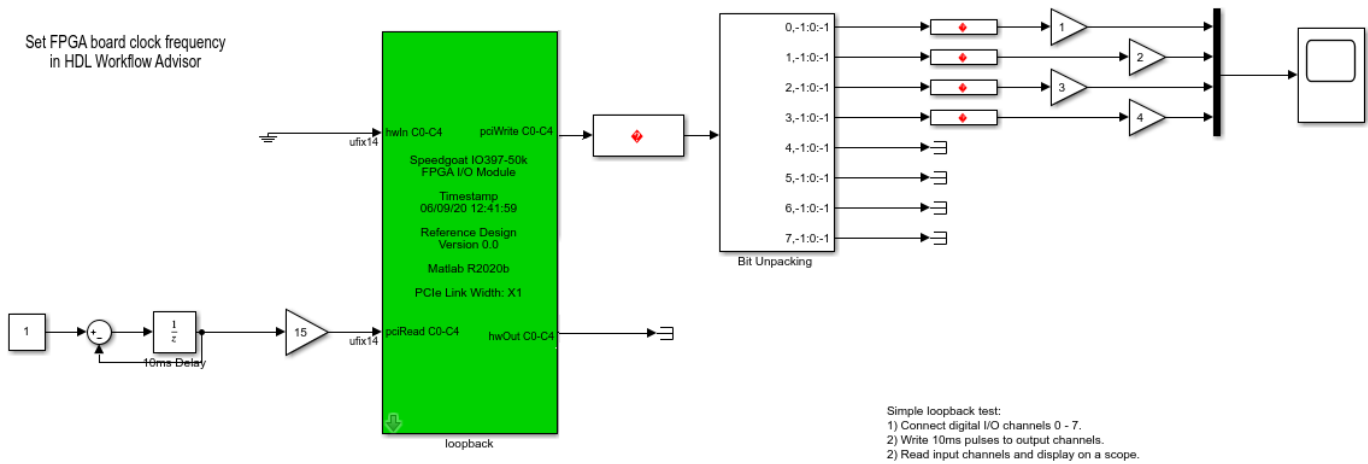 Set FPGA board clock frequency
in HDL Workflow Advisor
hwIn C0-C4
pciWrite C0-C4
ufix14
Speedgoat IO397-50k
FPGA I/O Module
Timestamp
06/09/20 12:41:59
Reference Design
Version 0.0
Matlab R2020b
PCIe Link Width: X1
pciRead C0-C4
hwOut C0-C4
ufix14
loopback
1
+
−
1
z
10ms Delay
15
0,-1:0:-1
1,-1:0:-1
2,-1:0:-1
3,-1:0:-1
4,-1:0:-1
5,-1:0:-1
6,-1:0:-1
7,-1:0:-1
Bit Unpacking
1
2
3
4
Simple loopback test:
1) Connect digital I/O channels 0 - 7.
2) Write 10ms pulses to output channels.
2) Read input channels and display on a scope.